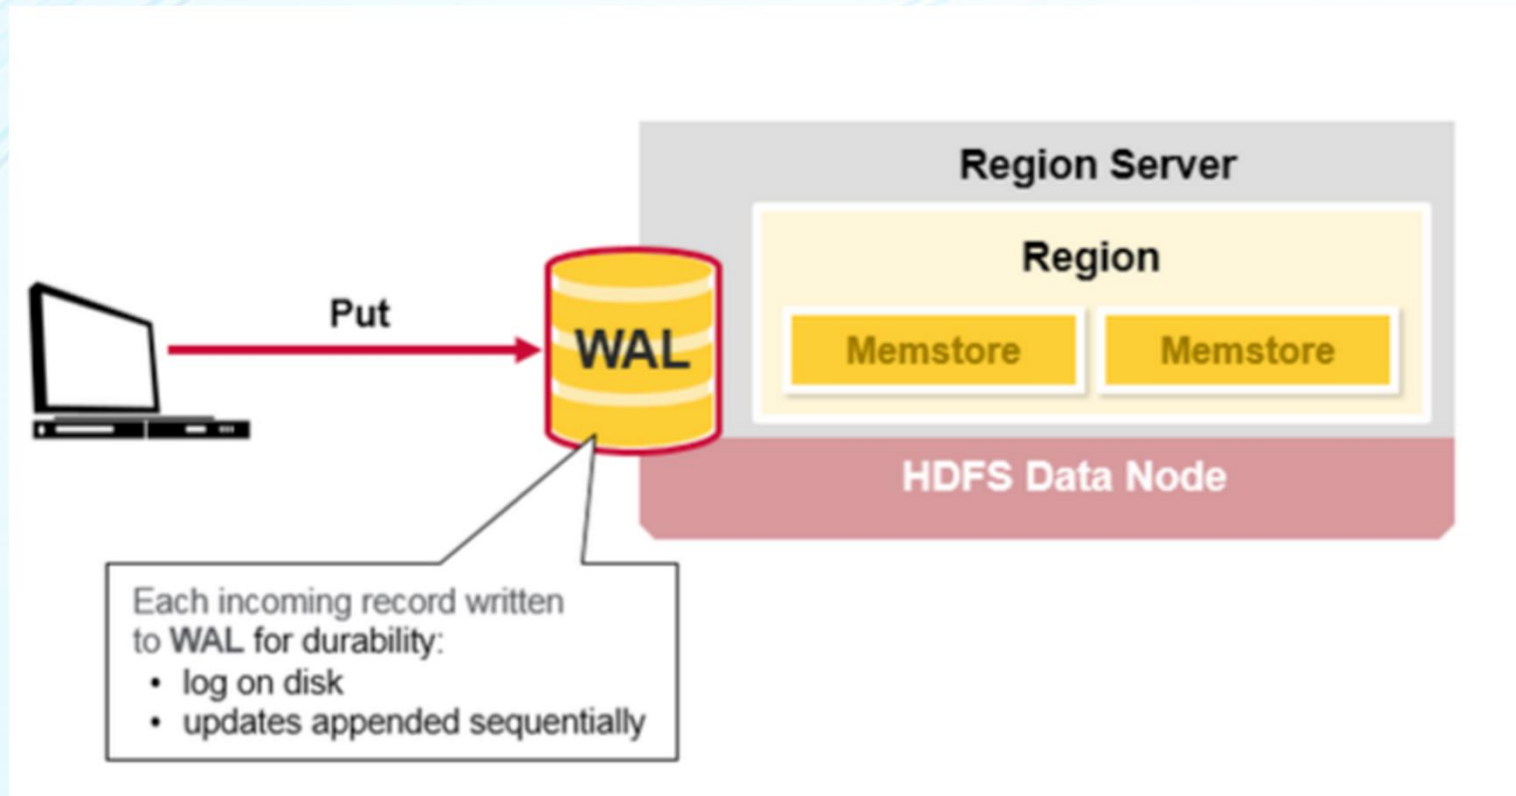 Region Server
Region
Put
WAL
Memstore
Memstore
HDFS Data Node
Each incoming record written
to WAL for durability:
• log on disk
• updates appended sequentially